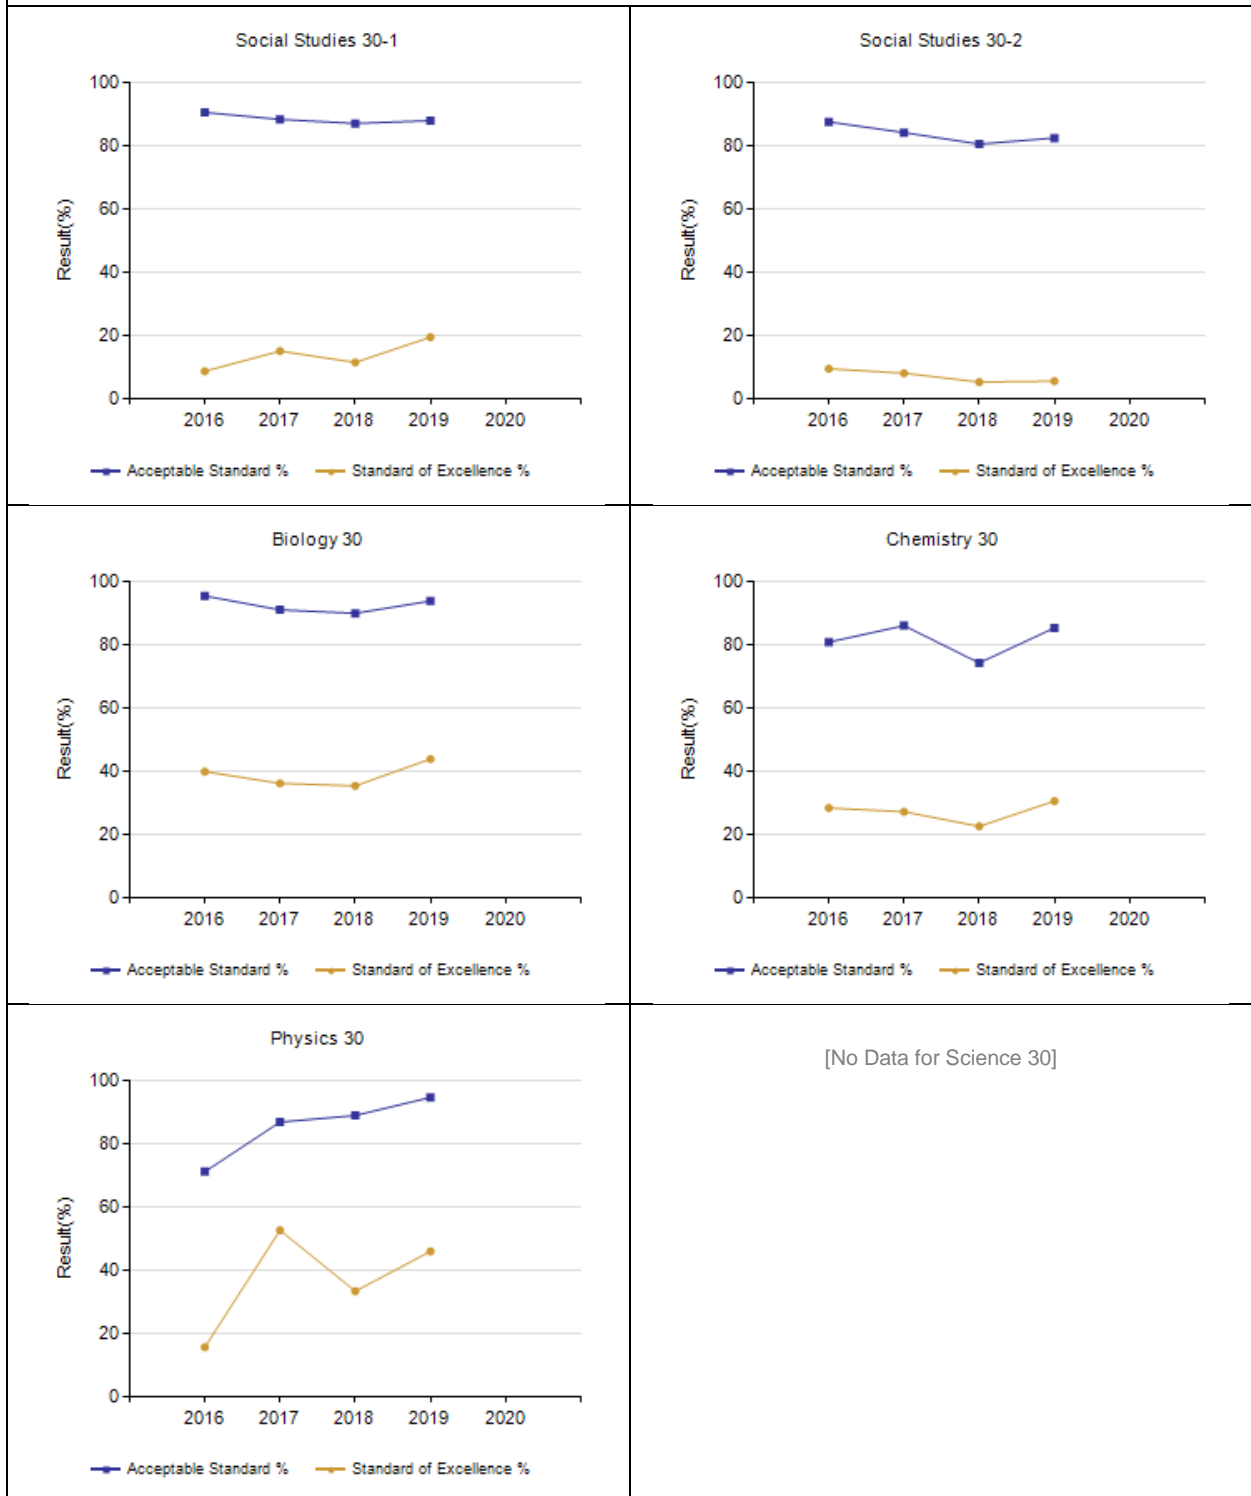 Social Studies 30-1
100
80
60
40
20
0
Result(%)
2016 2017 2018 2019 2020
Acceptable Standard % Standard of Excellence %
Social Studies 30-2
100
80
60
40
20
0
Result(%)
2016 2017 2018 2019 2020
Acceptable Standard % Standard of Excellence %
Biology 30
100
80
60
40
20
0
Result(%)
2016 2017 2018 2019 2020
Acceptable Standard % Standard of Excellence %
Chemistry 30
100
80
60
40
20
0
Result(%)
2016 2017 2018 2019 2020
Acceptable Standard % Standard of Excellence %
Physics 30
100
80
60
40
20
0
Result(%)
2016 2017 2018 2019 2020
Acceptable Standard % Standard of Excellence %
[No Data for Science 30]